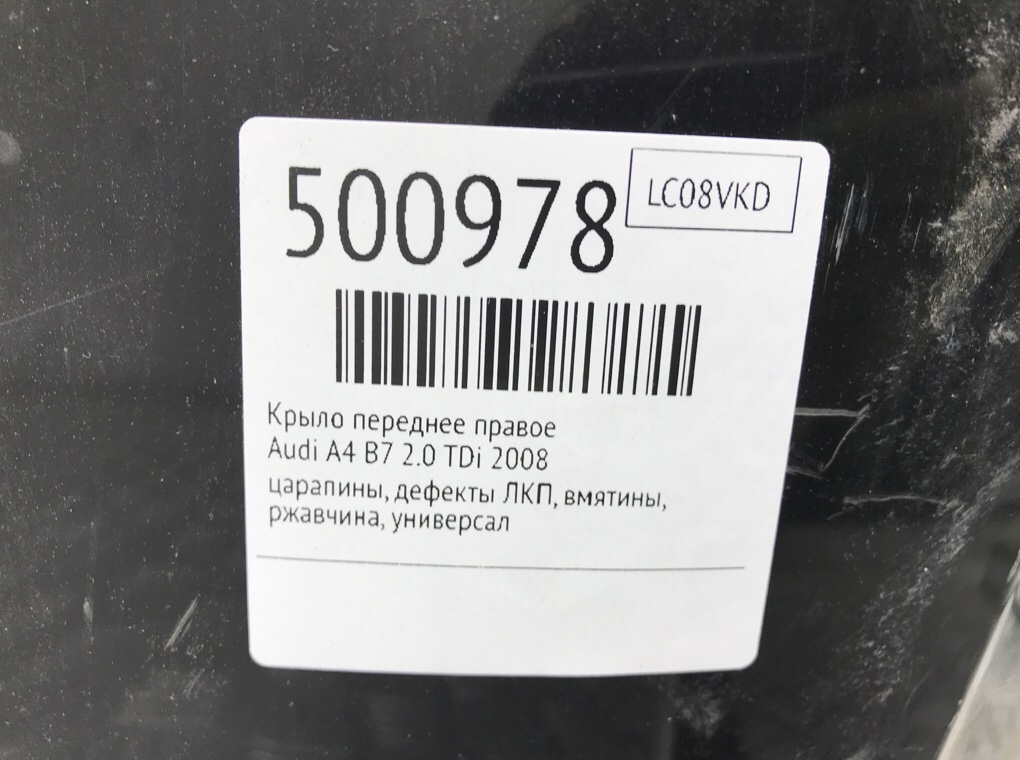 500978
LC08VKD
Крыло переднее правое
Audi A4 B7 2.0 TDi 2008
царапины, дефекты ЛКП, вмятины,
ржавчина, универсал